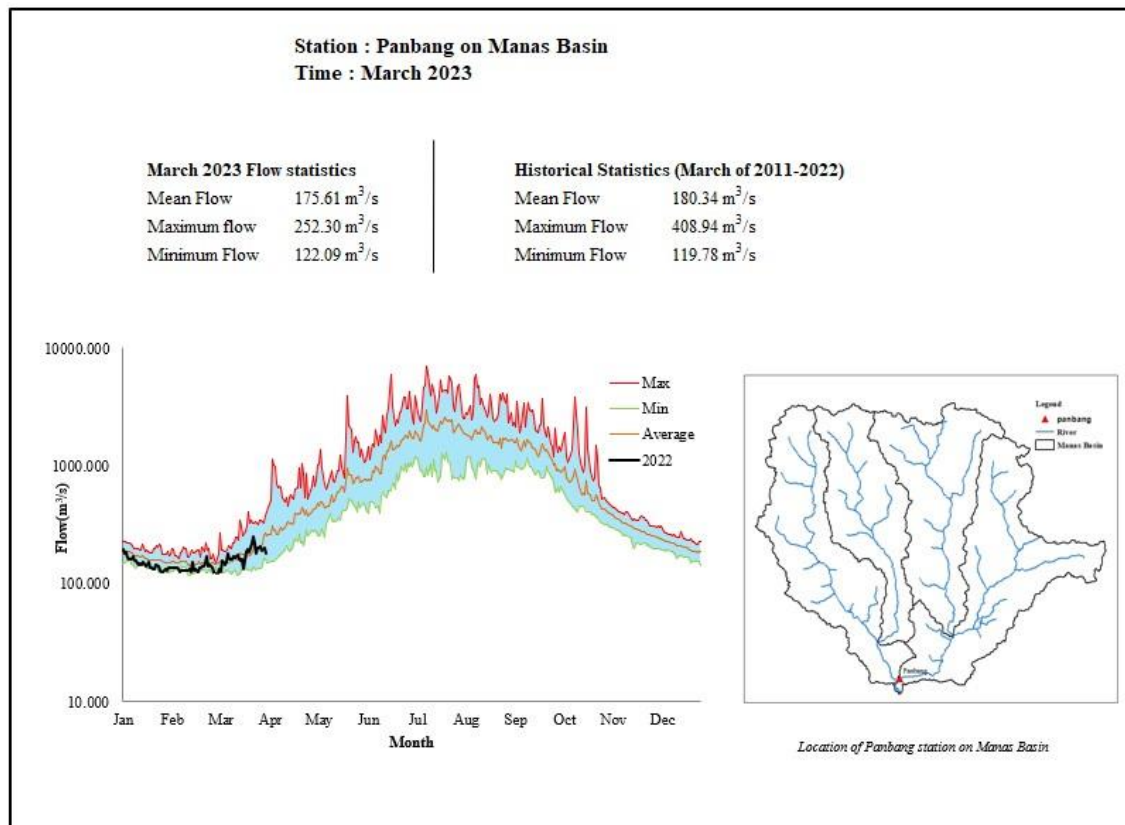 Station : Panbang on Manas Basin
Time : March 2023
March 2023 Flow statistics
Mean Flow 175.61 m³/s
Maximum flow 252.30 m³/s
Minimum Flow 122.09 m³/s
Historical Statistics (March of 2011-2022)
Mean Flow 180.34 m³/s
Maximum Flow 408.94 m³/s
Minimum Flow 119.78 m³/s
10000.000
1000.000
100.000
10.000
Flow(m³/s)
Jan Feb Mar Apr May Jun Jul Aug Sep Oct Nov Dec
Month
Max
Min
Average
2022
Legend
panbang
River
Manas Basin
Panbang
Location of Panbang station on Manas Basin